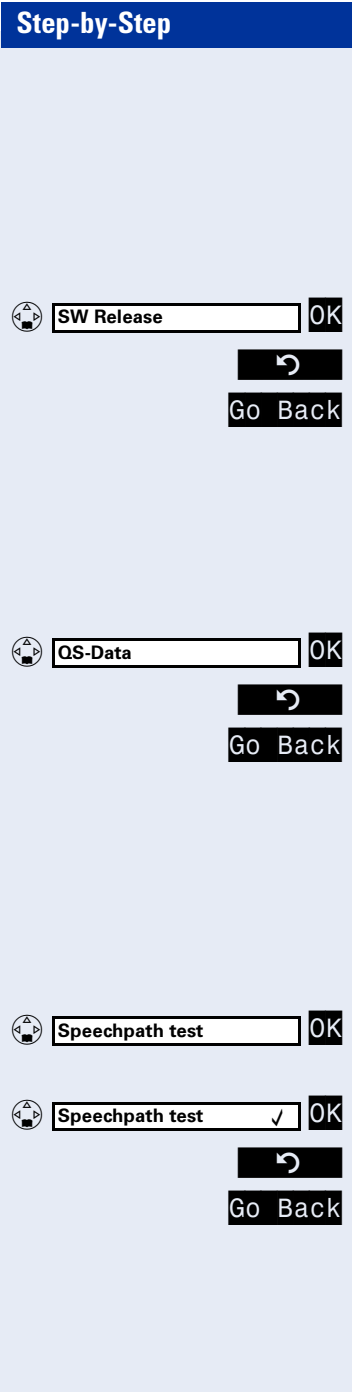 Step-by-Step
SW Release OK
Go Back
QS-Data OK
Go Back
Speechpath test OK
Speechpath test ✓ OK
Go Back